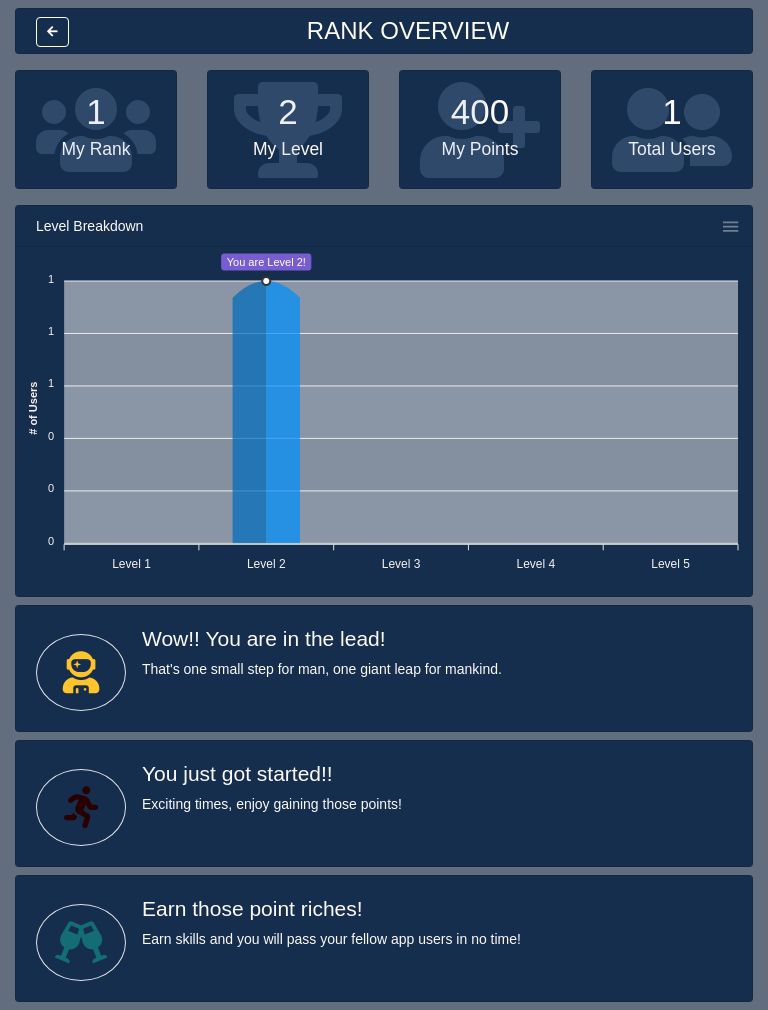 RANK OVERVIEW
1
My Rank
2
My Level
400
My Points
1
Total Users
Level Breakdown
You are Level 2!
1
1
1
0
0
0
# of Users
Level 1
Level 2
Level 3
Level 4
Level 5
Wow!! You are in the lead!
That's one small step for man, one giant leap for mankind.
You just got started!!
Exciting times, enjoy gaining those points!
Earn those point riches!
Earn skills and you will pass your fellow app users in no time!